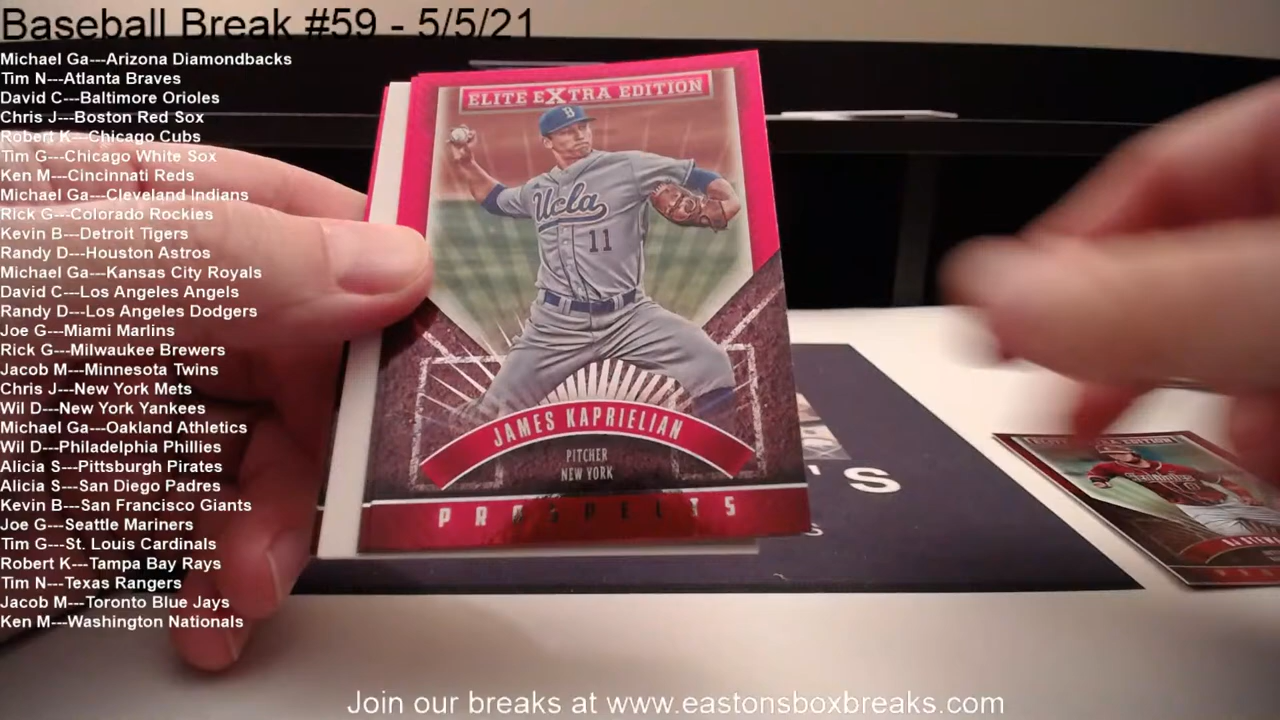 Baseball Break #59 - 5/5/21
Michael Ga---Arizona Diamondbacks
Tim N---Atlanta Braves
David C---Baltimore Orioles
Chris J---Boston Red Sox
Robert K---Chicago Cubs
Tim G---Chicago White Sox
Ken M---Cincinnati Reds
Michael Ga---Cleveland Indians
Rick G---Colorado Rockies
Kevin B---Detroit Tigers
Randy D---Houston Astros
Michael Ga---Kansas City Royals
David C---Los Angeles Angels
Randy D---Los Angeles Dodgers
Joe G---Miami Marlins
Rick G---Milwaukee Brewers
Jacob M---Minnesota Twins
Chris J---New York Mets
Wil D---New York Yankees
Michael Ga---Oakland Athletics
Wil D---Philadelphia Phillies
Alicia S---Pittsburgh Pirates
Alicia S---San Diego Padres
Kevin B---San Francisco Giants
Joe G---Seattle Mariners
Tim G---St. Louis Cardinals
Robert K---Tampa Bay Rays
Tim N---Texas Rangers
Jacob M---Toronto Blue Jays
Ken M---Washington Nationals
ELITE EXTRA EDITION
B
Ucla
11
JAMES KAPRIELIAN
PITCHER
NEW YORK
PROSPECTS
'S
S
EDITION
Join our breaks at www.eastonsboxbreaks.com